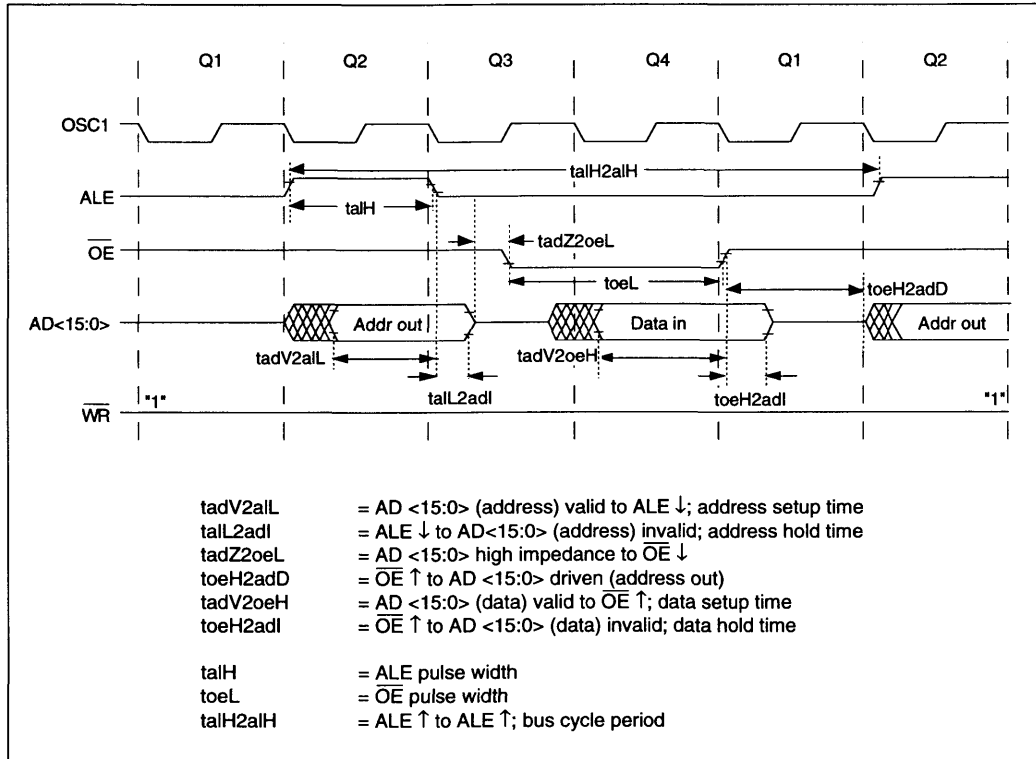 Q1 Q2 Q3 Q4 Q1 Q2
OSC1
talH2alH
ALE
talH
tadZ2oeL
OE
toeL
toeH2adD
AD<15:0>
Addr out
Data in
Addr out
tadV2alL
tadV2oeH
talL2adI
toeH2adI
"1"
"1"
WR
tadV2alL = AD <15:0> (address) valid to ALE ↓; address setup time
talL2adI = ALE ↓ to AD<15:0> (address) invalid; address hold time
tadZ2oeL = AD <15:0> high impedance to OE ↓
toeH2adD = OE ↑ to AD <15:0> driven (address out)
tadV2oeH = AD <15:0> (data) valid to OE ↑; data setup time
toeH2adI = OE ↑ to AD <15:0> (data) invalid; data hold time
talH = ALE pulse width
toeL = OE pulse width
talH2alH = ALE ↑ to ALE ↑; bus cycle period